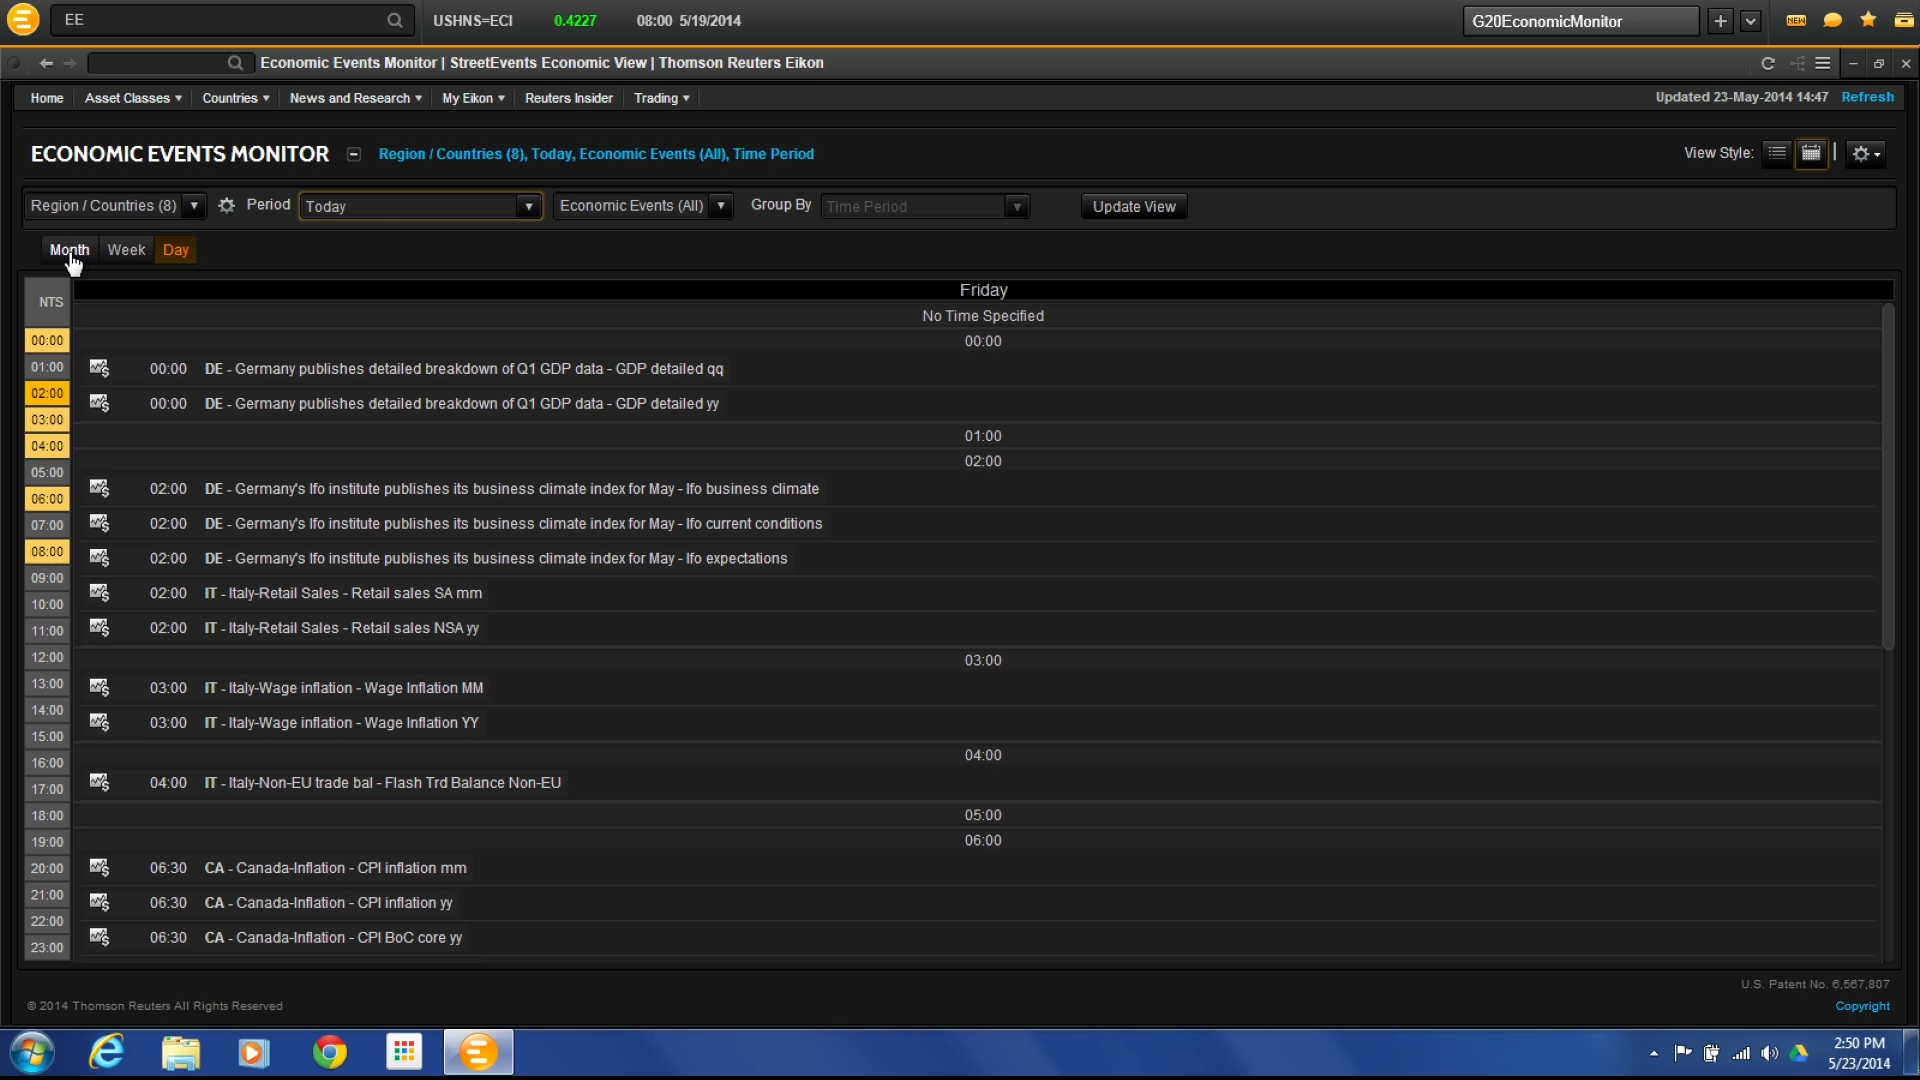 EE
USHNS=ECI 0.4227 08:00 5/19/2014
G20EconomicMonitor
NEW
Economic Events Monitor | StreetEvents Economic View | Thomson Reuters Eikon
Home Asset Classes Countries News and Research My Eikon Reuters Insider Trading
Updated 23-May-2014 14:47 Refresh
ECONOMIC EVENTS MONITOR Region / Countries (8), Today, Economic Events (All), Time Period
View Style:
Region / Countries (8) Period Today Economic Events (All) Group By Time Period Update View
Month Week Day
NTS
Friday
No Time Specified
00:00
01:00
02:00
03:00
04:00
05:00
06:00
07:00
08:00
09:00
10:00
11:00
12:00
13:00
14:00
15:00
16:00
17:00
18:00
19:00
20:00
21:00
22:00
23:00
00:00
00:00 DE - Germany publishes detailed breakdown of Q1 GDP data - GDP detailed qq
00:00 DE - Germany publishes detailed breakdown of Q1 GDP data - GDP detailed yy
01:00
02:00
02:00 DE - Germany's Ifo institute publishes its business climate index for May - Ifo business climate
02:00 DE - Germany's Ifo institute publishes its business climate index for May - Ifo current conditions
02:00 DE - Germany's Ifo institute publishes its business climate index for May - Ifo expectations
02:00 IT - Italy-Retail Sales - Retail sales SA mm
02:00 IT - Italy-Retail Sales - Retail sales NSA yy
03:00
03:00 IT - Italy-Wage inflation - Wage Inflation MM
03:00 IT - Italy-Wage inflation - Wage Inflation YY
04:00
04:00 IT - Italy-Non-EU trade bal - Flash Trd Balance Non-EU
05:00
06:00
06:30 CA - Canada-Inflation - CPI inflation mm
06:30 CA - Canada-Inflation - CPI inflation yy
06:30 CA - Canada-Inflation - CPI BoC core yy
U.S. Patent No. 6,567,807
© 2014 Thomson Reuters All Rights Reserved
Copyright
2:50 PM
5/23/2014